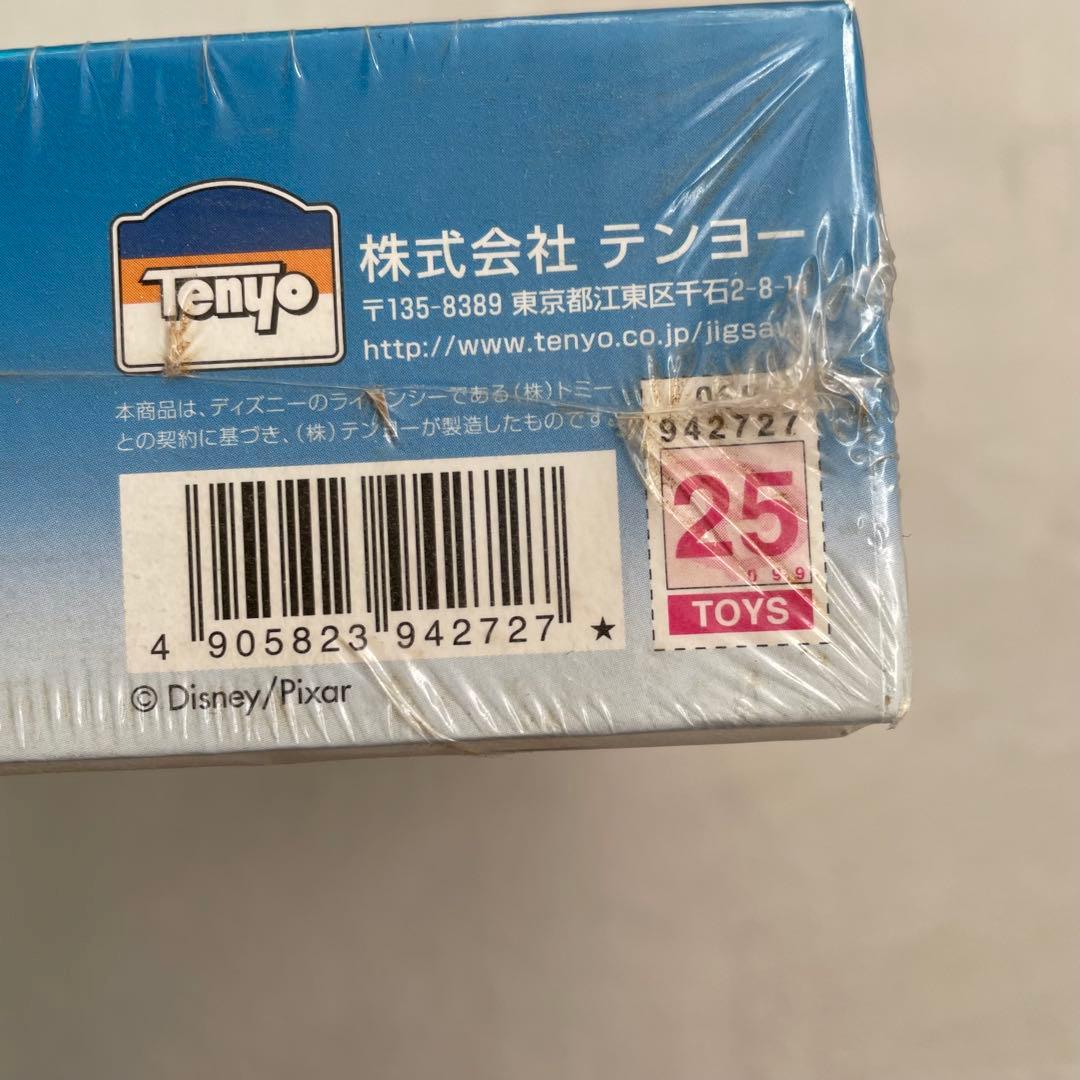 Tenyo
株式会社 テンヨー
〒135-8389 東京都江東区千石2-8-
http://www.tenyo.co.jp/jigsaw
本商品は、ディズニーのライセンシーである(株)トミー
との契約に基づき、(株)テンヨーが製造したものです。
942727
25
0 9 9
TOYS
4 905823 942727 ★
© Disney/Pixar